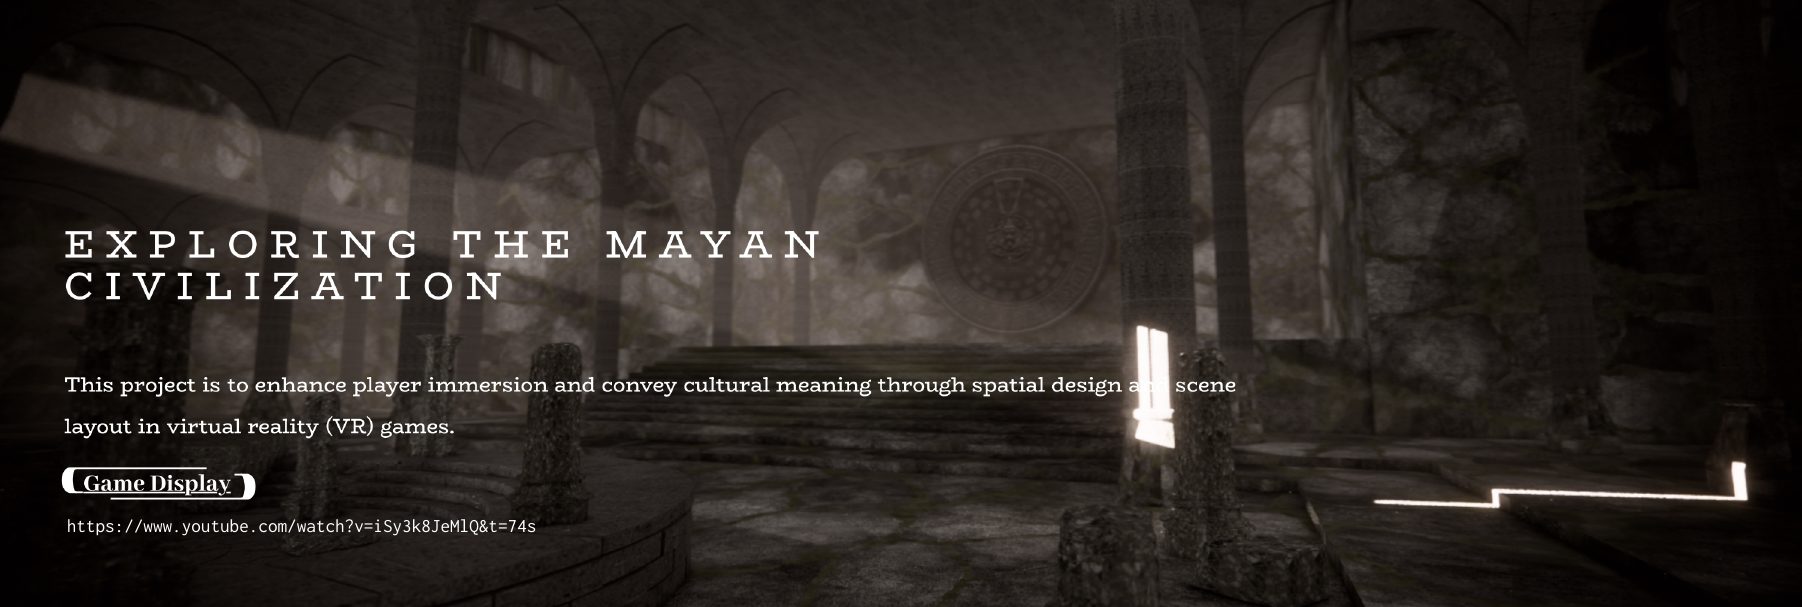 EXPLORING THE MAYAN
CIVILIZATION
This project is to enhance player immersion and convey cultural meaning through spatial design and scene
layout in virtual reality (VR) games.
Game Display
https://www.youtube.com/watch?v=iSy3k8JeMlQ&t=74s